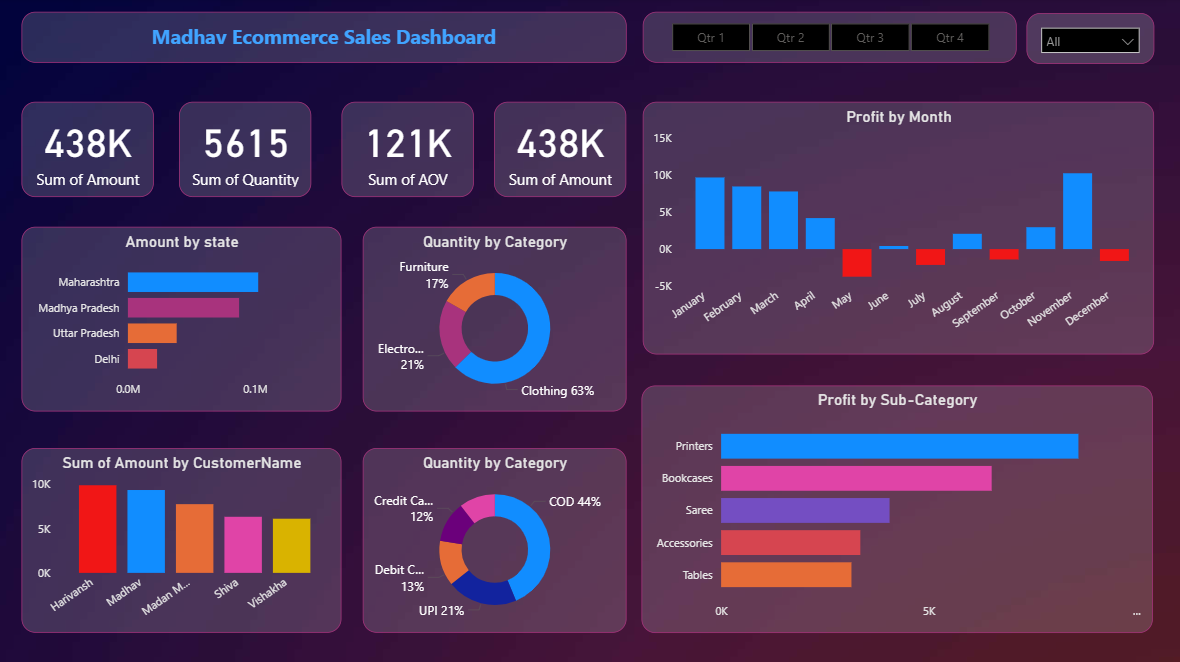 Madhav Ecommerce Sales Dashboard
Qtr 1
Qtr 2
Qtr 3
Qtr 4
All
438K
Sum of Amount
5615
Sum of Quantity
121K
Sum of AOV
438K
Sum of Amount
Profit by Month
15K
10K
5K
0K
-5K
January
February
March
April
May
June
July
August
September
October
November
December
Amount by state
Maharashtra
Madhya Pradesh
Uttar Pradesh
Delhi
0.0M
0.1M
Quantity by Category
Furniture
17%
Electro...
21%
Clothing 63%
Profit by Sub-Category
Printers
Bookcases
Saree
Accessories
Tables
0K
5K
...
Sum of Amount by CustomerName
10K
5K
0K
Harivansh
Madhav
Madan M...
Shiva
Vishakha
Quantity by Category
Credit Ca...
12%
COD 44%
Debit C...
13%
UPI 21%